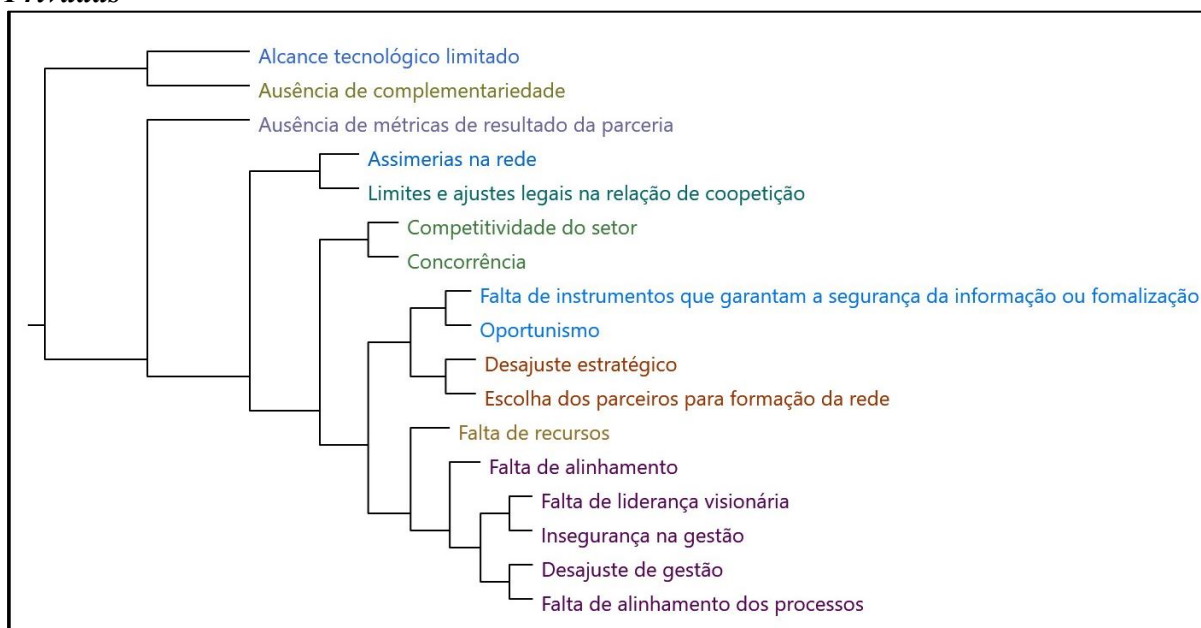 Alcance tecnológico limitado
Ausência de complementariedade
Ausência de métricas de resultado da parceria
Assimerias na rede
Limites e ajustes legais na relação de coopetição
Competitividade do setor
Concorrência
Falta de instrumentos que garantam a segurança da informação ou fomalização
Oportunismo
Desajuste estratégico
Escolha dos parceiros para formação da rede
Falta de recursos
Falta de alinhamento
Falta de liderança visionária
Insegurança na gestão
Desajuste de gestão
Falta de alinhamento dos processos